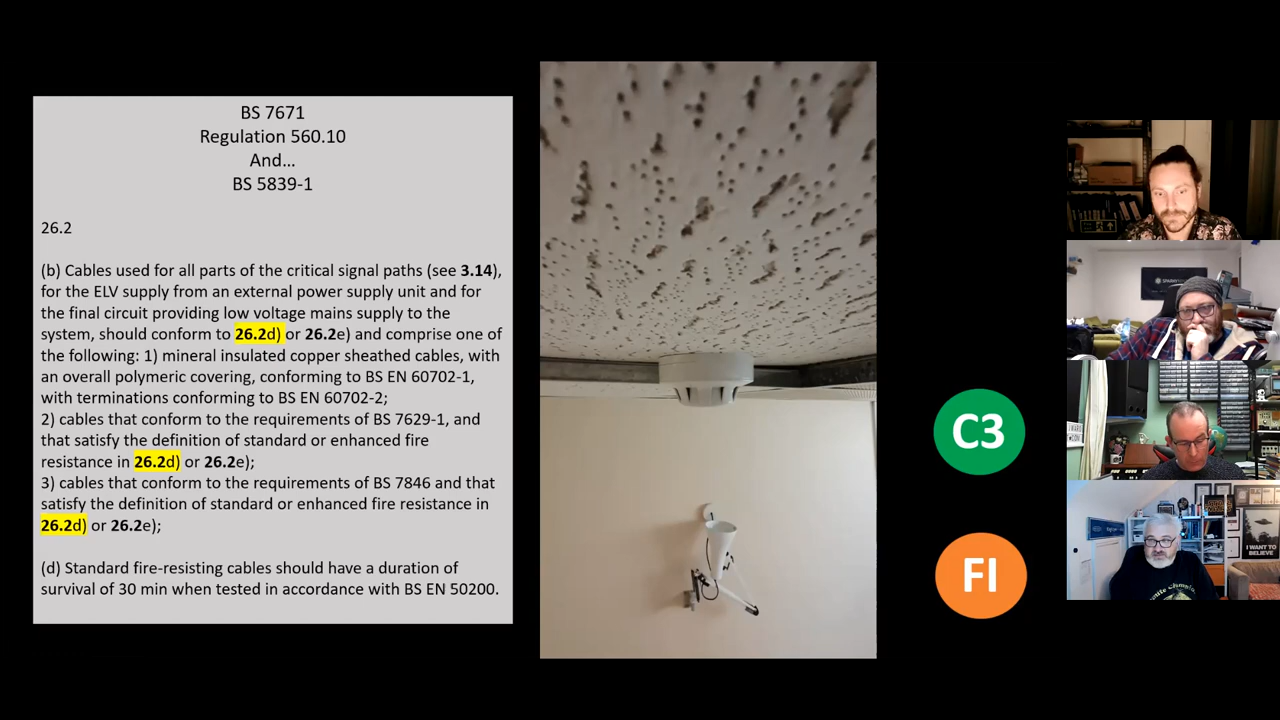 BS 7671
Regulation 560.10
And...
BS 5839-1
26.2
(b) Cables used for all parts of the critical signal paths (see 3.14),
for the ELV supply from an external power supply unit and for
the final circuit providing low voltage mains supply to the
system, should conform to 26.2d) or 26.2e) and comprise one of
the following: 1) mineral insulated copper sheathed cables, with
an overall polymeric covering, conforming to BS EN 60702-1,
with terminations conforming to BS EN 60702-2;
2) cables that conform to the requirements of BS 7629-1, and
that satisfy the definition of standard or enhanced fire
resistance in 26.2d) or 26.2e);
3) cables that conform to the requirements of BS 7846 and that
satisfy the definition of standard or enhanced fire resistance in
26.2d) or 26.2e);
(d) Standard fire-resisting cables should have a duration of
survival of 30 min when tested in accordance with BS EN 50200.
C3
FI
I WANT TO
BELIEVE